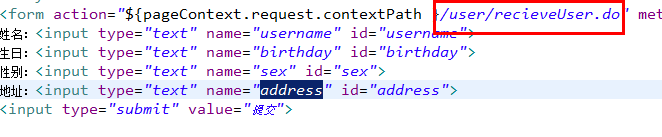 <form action="${pageContext.request.contextPath }/user/recieveUser.do" met
姓名：<input type="text" name="username" id="username">
生日：<input type="text" name="birthday" id="birthday">
性别：<input type="text" name="sex" id="sex">
地址：<input type="text" name="address" id="address">
<input type="submit" value="提交">